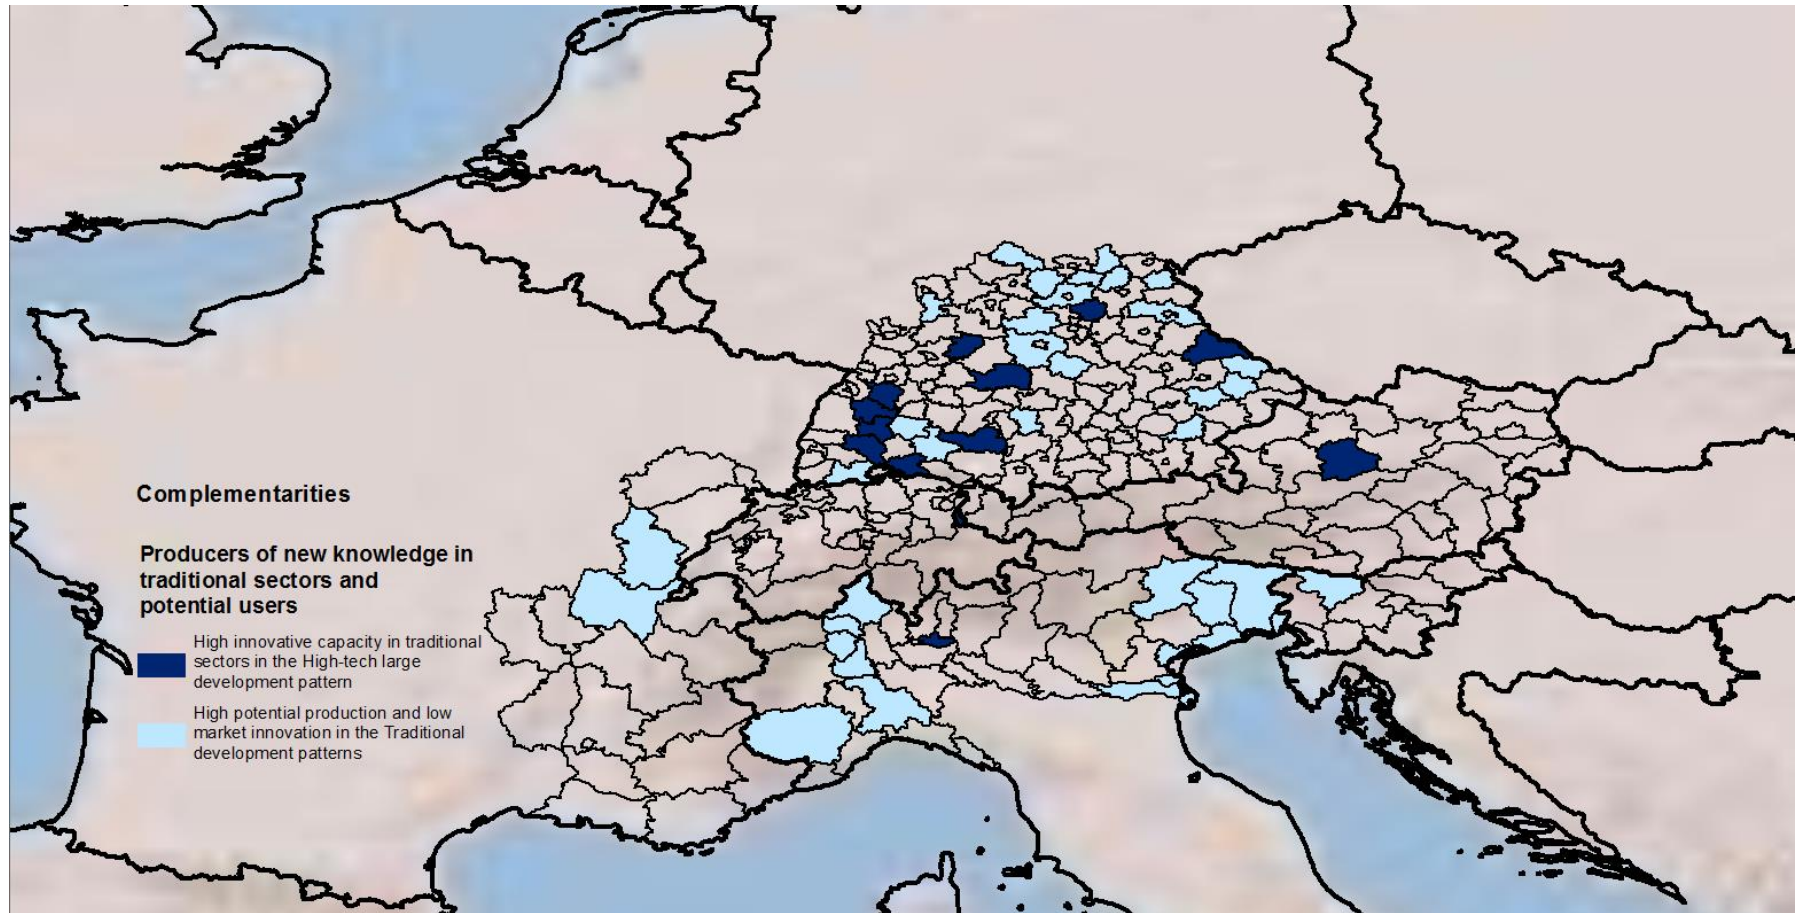 Complementarities
Producers of new knowledge in
traditional sectors and
potential users
High innovative capacity in traditional
sectors in the High-tech large
development pattern
High potential production and low
market innovation in the Traditional
development patterns